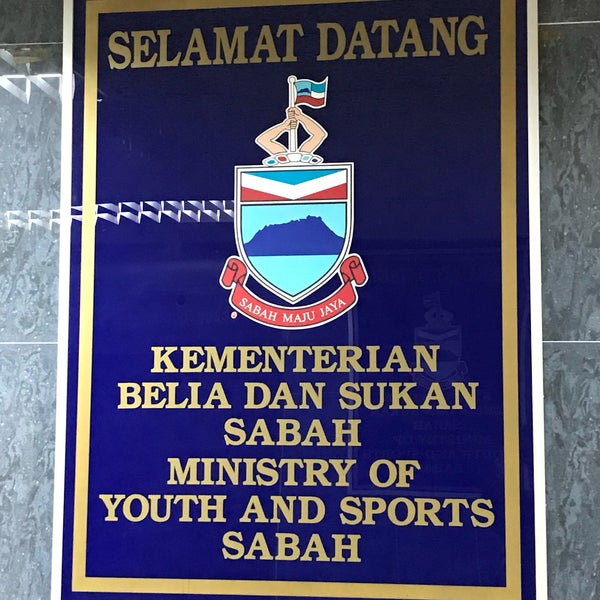 SELAMAT DATANG
SABAH MAJU JAYA
KEMENTERIAN
BELIA DAN SUKAN
SABAH
MINISTRY OF
YOUTH AND SPORTS
SABAH